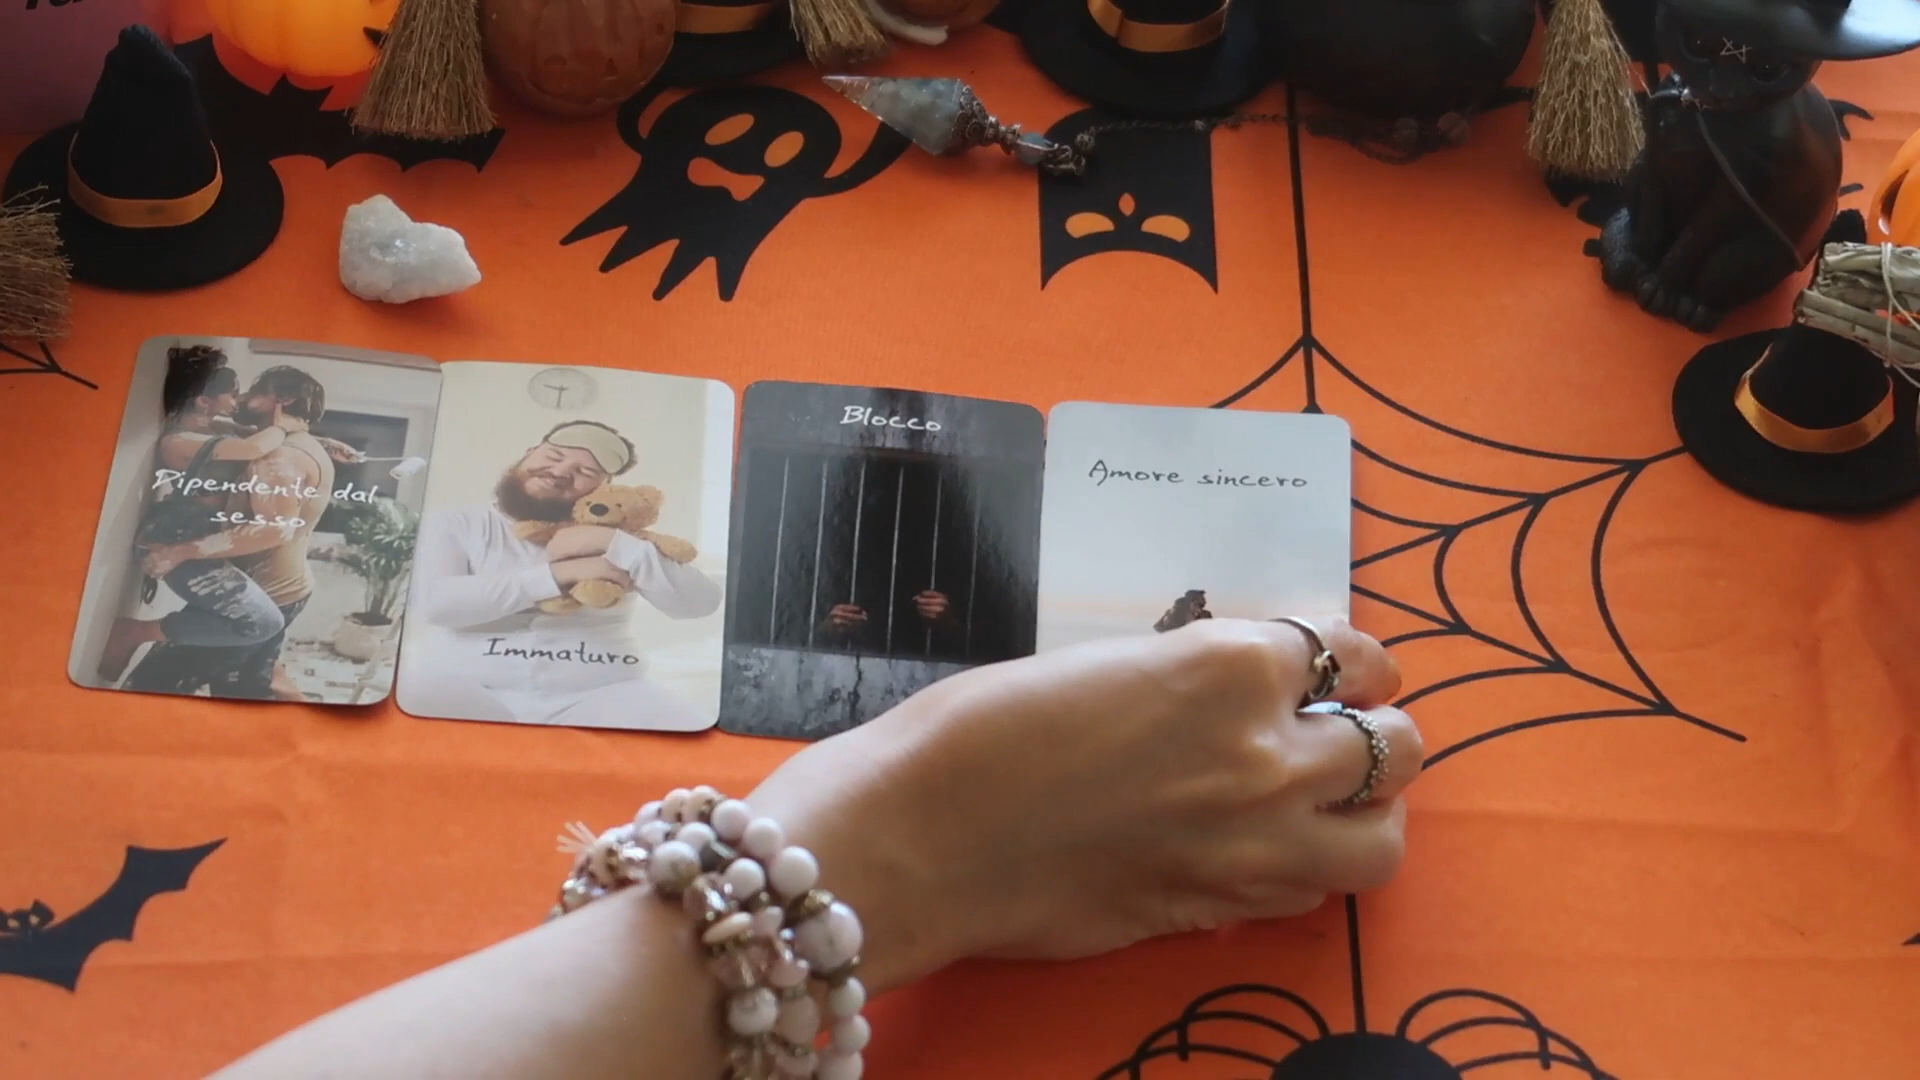 Dipendente dal
sesso
Immaturo
Blocco
Amore sincero